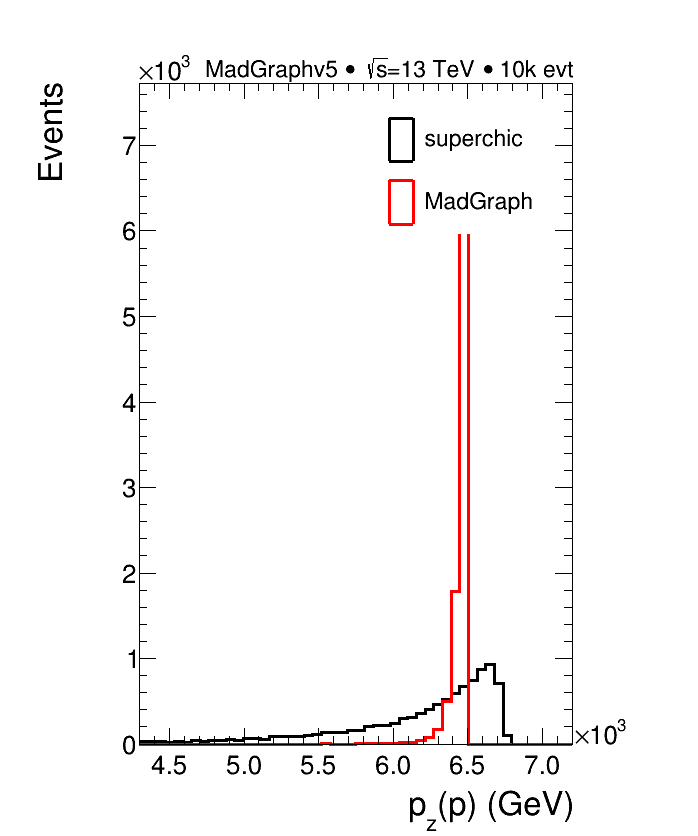 ×10³ MadGraphv5 • √s=13 TeV • 10k evt
Events
superchic
MadGraph
7
6
5
4
3
2
1
0
×10³
4.5 5.0 5.5 6.0 6.5 7.0
p_z(p) (GeV)